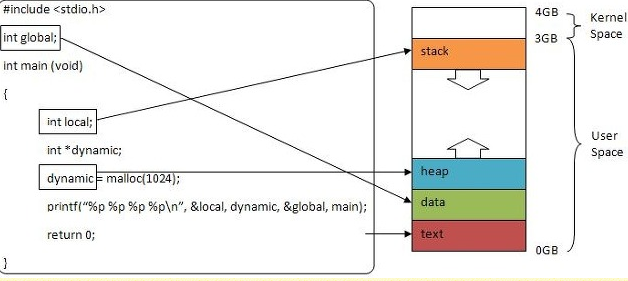 #include <stdio.h>
int global;
int main (void)
{
int local;
int *dynamic;
dynamic = malloc(1024);
printf(“%p %p %p %p\n”, &local, dynamic, &global, main);
return 0;
}
4GB
Kernel
Space
3GB
stack
User
Space
heap
data
text
0GB